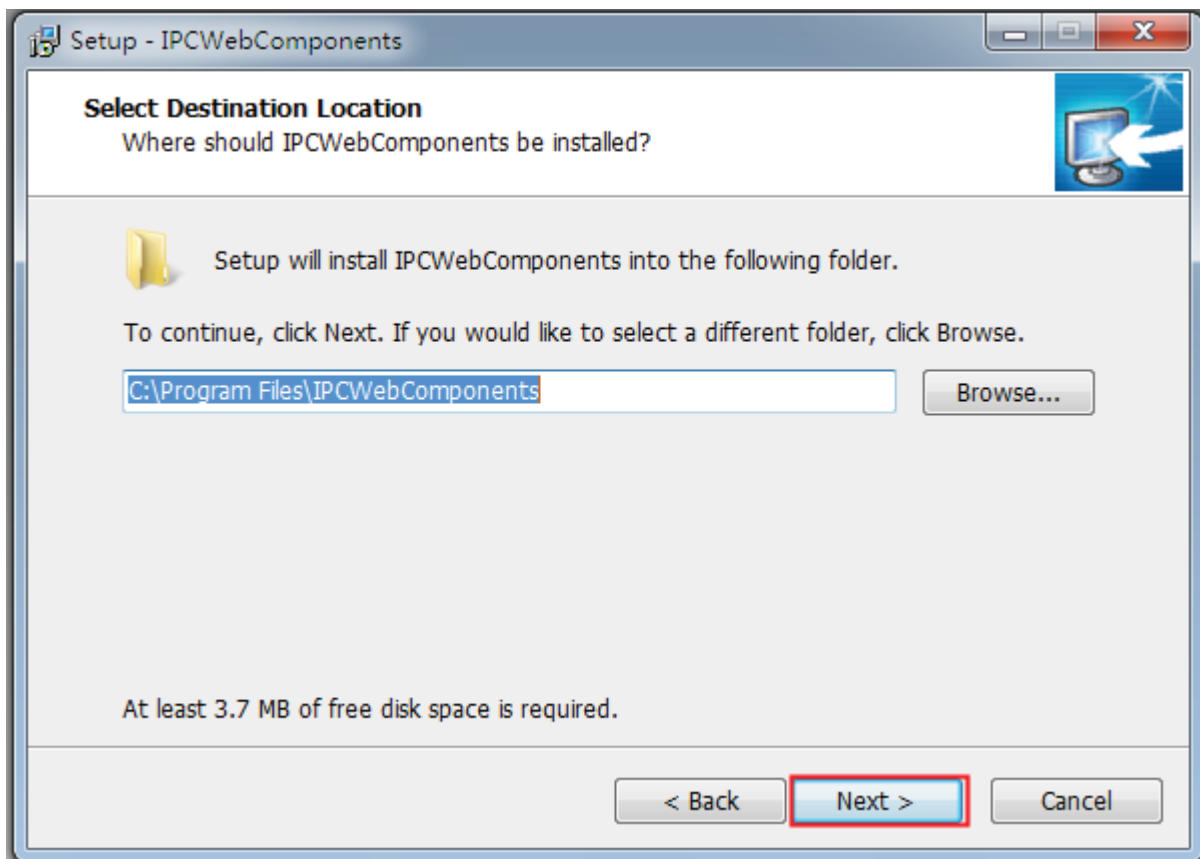 Setup - IPCWebComponents
Select Destination Location
Where should IPCWebComponents be installed?
Setup will install IPCWebComponents into the following folder.
To continue, click Next. If you would like to select a different folder, click Browse.
C:\Program Files\IPCWebComponents
Browse...
At least 3.7 MB of free disk space is required.
< Back
Next >
Cancel